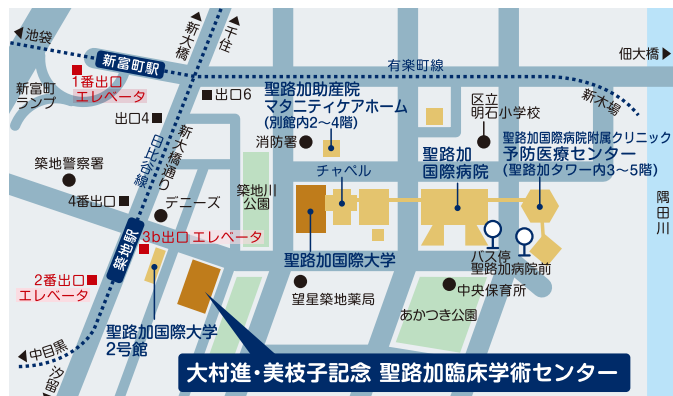 池袋
新大橋
千住
新富町駅
有楽町線
佃大橋
1番出口
エレベータ
新富町
ランプ
出口6
出口4
聖路加助産院
マタニティケアホーム
(別館内2〜4階)
消防署
区立
明石小学校
新木場
新大橋通り
日比谷線
築地警察署
4番出口
デニーズ
築地川
公園
チャペル
聖路加
国際病院
聖路加国際病院附属クリニック
予防医療センター
(聖路加タワー内3〜5階)
隅田川
築地駅
3b出口 エレベータ
聖路加国際大学
バス停
聖路加病院前
2番出口
エレベータ
望星築地薬局
中央保育所
あかつき公園
聖路加国際大学
2号館
中目黒
汐留
大村進・美枝子記念 聖路加臨床学術センター